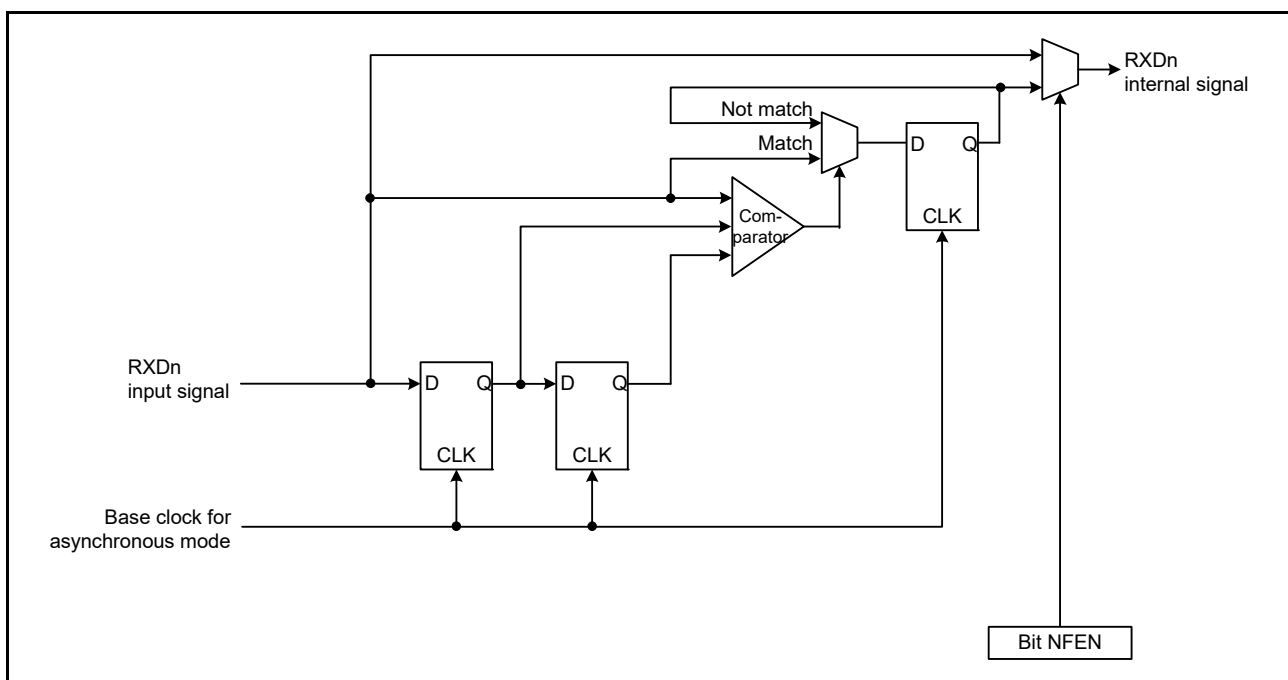 RXDn
internal signal
Not match
Match
D
Q
CLK
Com-
parator
RXDn
input signal
D
Q
CLK
D
Q
CLK
Base clock for
asynchronous mode
Bit NFEN